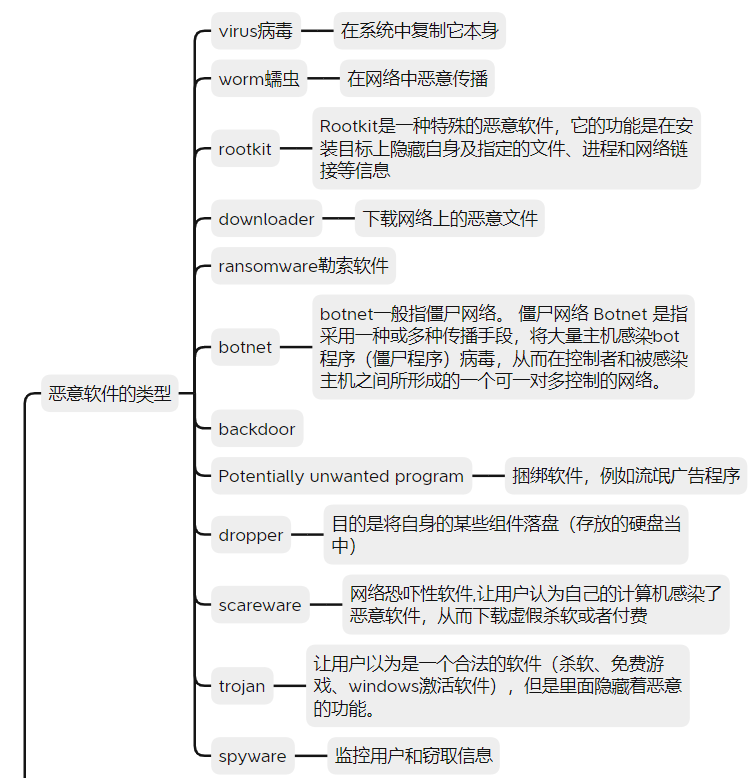 virus病毒
在系统中复制它本身
worm蠕虫
在网络中恶意传播
rootkit
Rootkit是一种特殊的恶意软件，它的功能是在安
装目标上隐藏自身及指定的文件、进程和网络链
接等信息
downloader
下载网络上的恶意文件
ransomware勒索软件
botnet
botnet一般指僵尸网络。 僵尸网络 Botnet 是指
采用一种或多种传播手段，将大量主机感染bot
程序（僵尸程序）病毒，从而在控制者和被感染
主机之间所形成的一个可一对多控制的网络。
恶意软件的类型
backdoor
Potentially unwanted program
捆绑软件，例如流氓广告程序
dropper
目的是将自身的某些组件落盘（存放的硬盘当
中）
scareware
网络恐吓性软件,让用户认为自己的计算机感染了
恶意软件，从而下载虚假杀软或者付费
trojan
让用户以为是一个合法的软件（杀软、免费游
戏、windows激活软件），但是里面隐藏着恶意
的功能。
spyware
监控用户和窃取信息